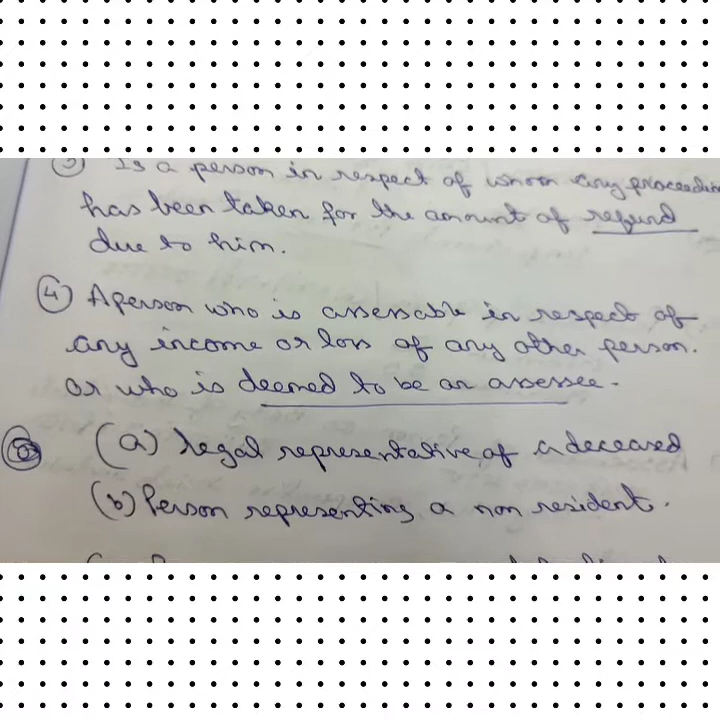 3) Is a person in respect of whom any proceedin
has been taken for the amount of refund
due to him.
4) A person who is assessable in respect of
any income or loss of any other person.
or who is deemed to be an assessee.
(a) legal representative of a deceased
(b) Person representing a non resident.